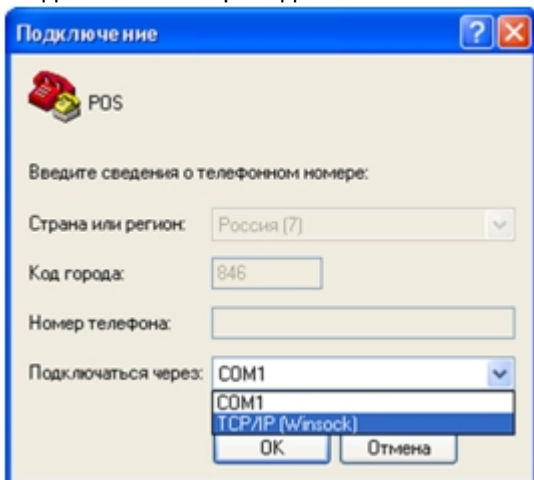 Подключение
POS
Введите сведения о телефонном номере:
Страна или регион: Россия (7)
Код города: 846
Номер телефона:
Подключаться через: COM1
COM1
TCP/IP (Winsock)
OK Отмена